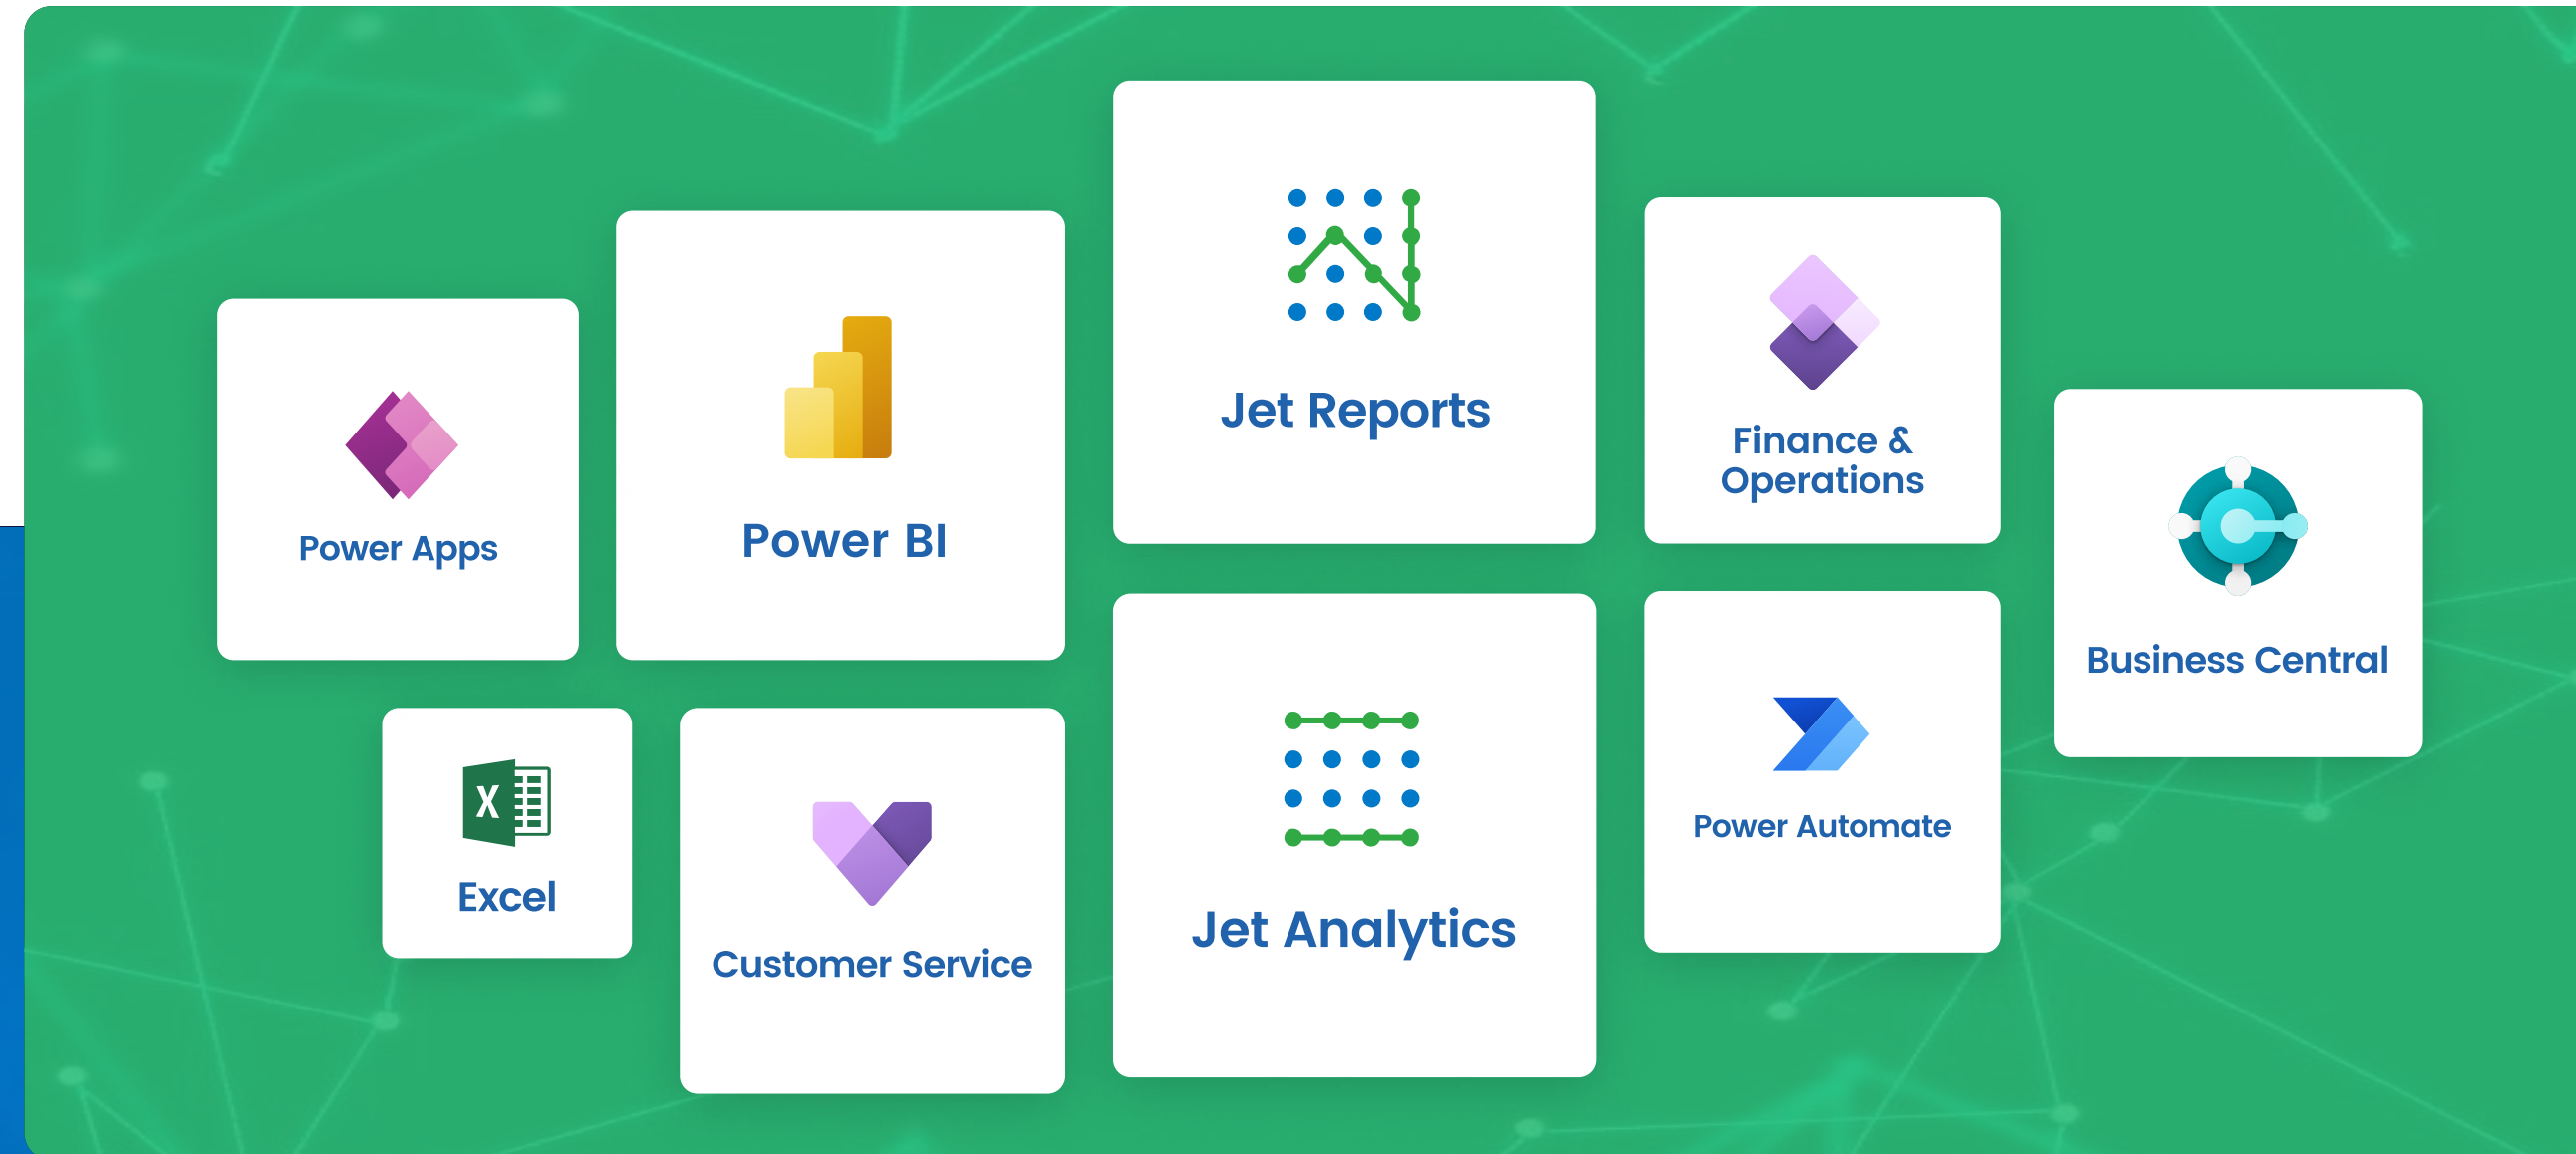 Power Apps
Power BI
Jet Reports
Finance &
Operations
Business Central
Excel
Customer Service
Jet Analytics
Power Automate